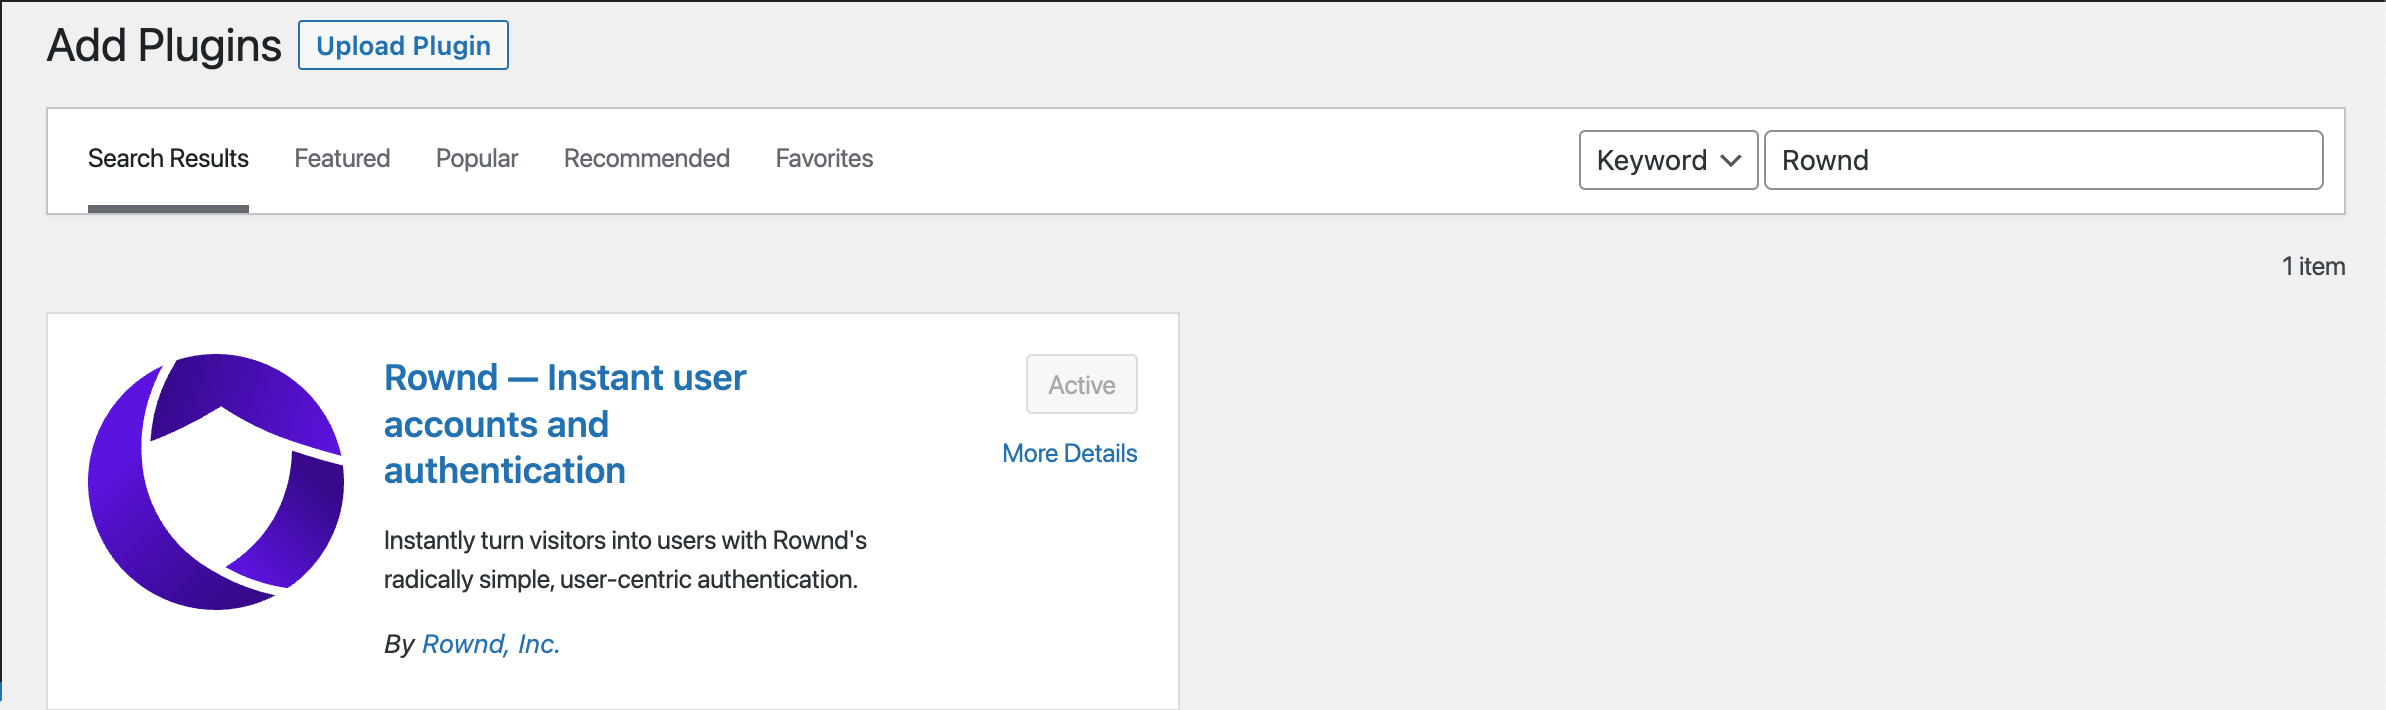 Add Plugins Upload Plugin
Search Results Featured Popular Recommended Favorites Keyword Rownd
1 item
Rownd — Instant user
accounts and
authentication
Active
More Details
Instantly turn visitors into users with Rownd's
radically simple, user-centric authentication.
By Rownd, Inc.